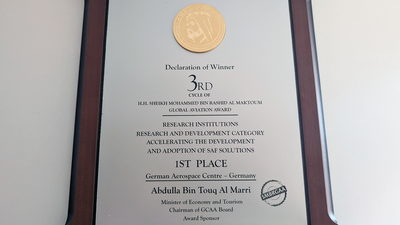 Declaration of Winner
3RD
CYCLE OF
H.H. SHEIKH MOHAMMED BIN RASHID AL MAKTOUM
GLOBAL AVIATION AWARD
RESEARCH INSTITUTIONS
RESEARCH AND DEVELOPMENT CATEGORY
ACCELERATING THE DEVELOPMENT
AND ADOPTION OF SAF SOLUTIONS
1ST PLACE
German Aerospace Centre – Germany
Abdulla Bin Touq Al Marri
Minister of Economy and Tourism
Chairman of GCAA Board
Award Sponsor